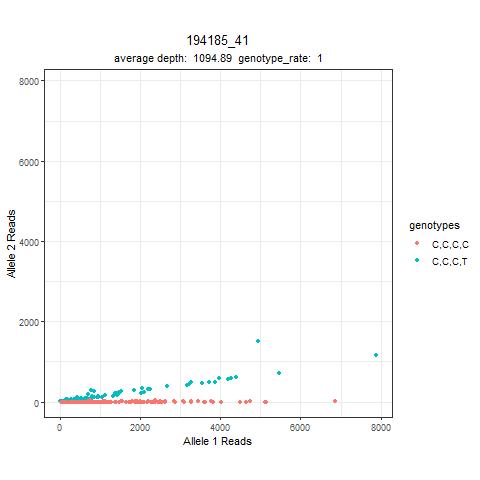 194185_41
average depth:  1094.89  genotype_rate:  1
8000
6000
4000
2000
0
Allele 2 Reads
0 2000 4000 6000 8000
Allele 1 Reads
genotypes
C,C,C,C
C,C,C,T